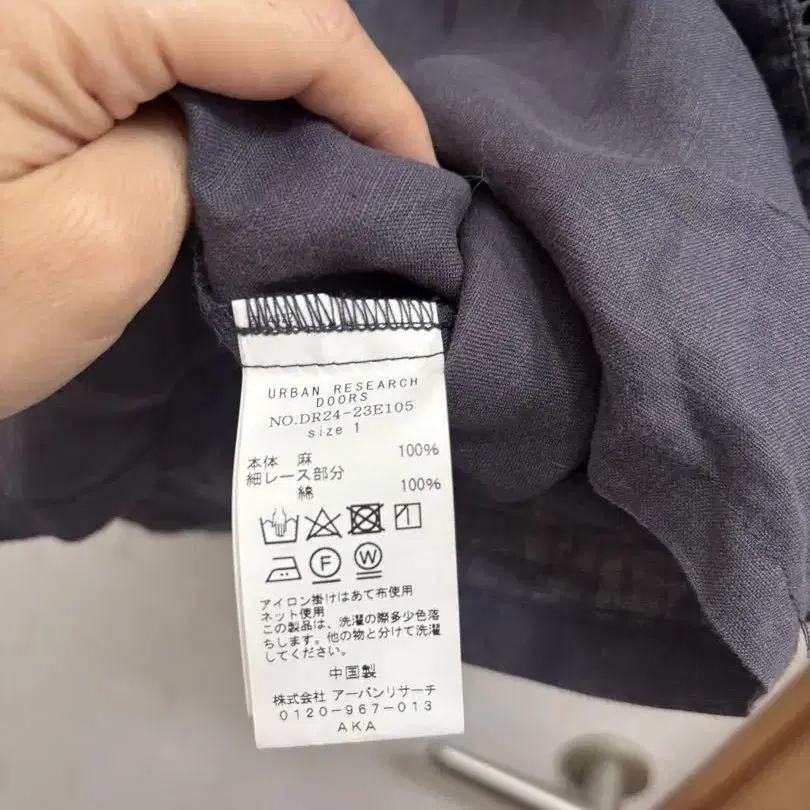 URBAN RESEARCH
DOORS
NO.DR24-23E105
size 1
本体 麻 100%
細レース部分
綿 100%
F W
アイロン掛けはあて布使用
ネット使用
この製品は、洗濯の際多少色落
ちします。他の物と分けて洗濯
してください。
中国製
株式会社 アーバンリサーチ
0120-967-013
AKA